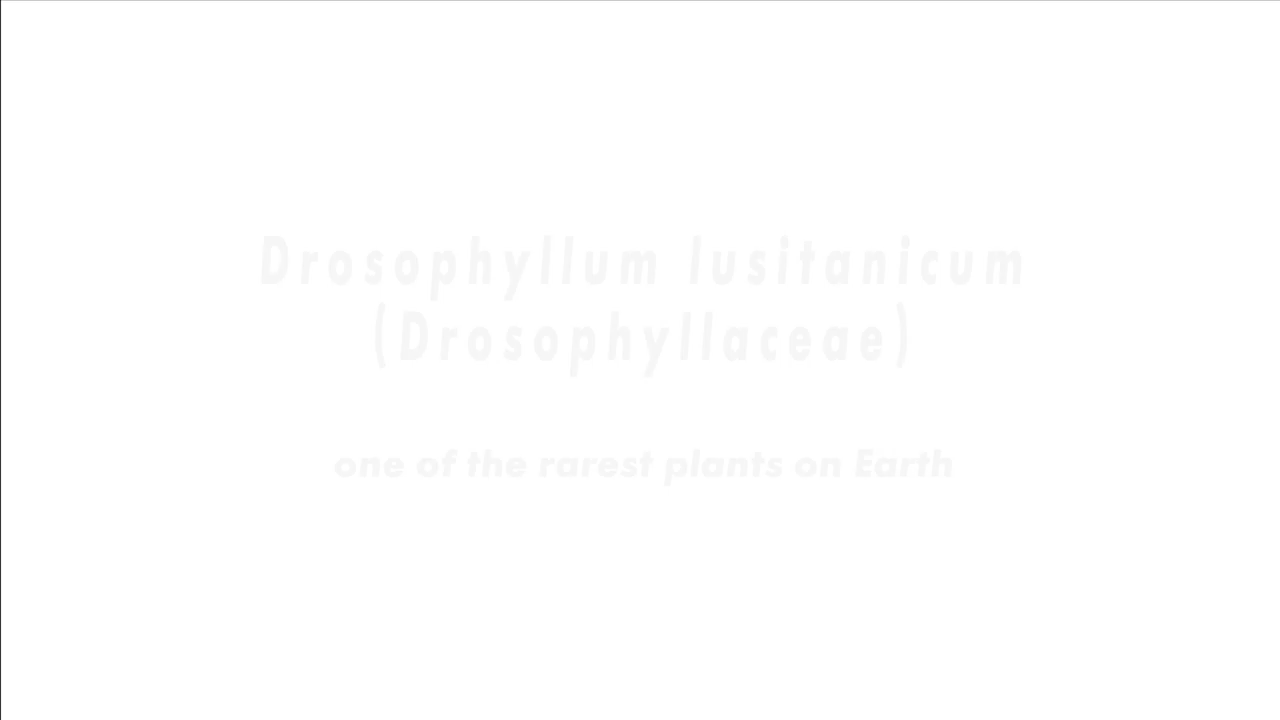 Drosophyllum lusitanicum
(Drosophyllaceae)
one of the rarest plants on Earth